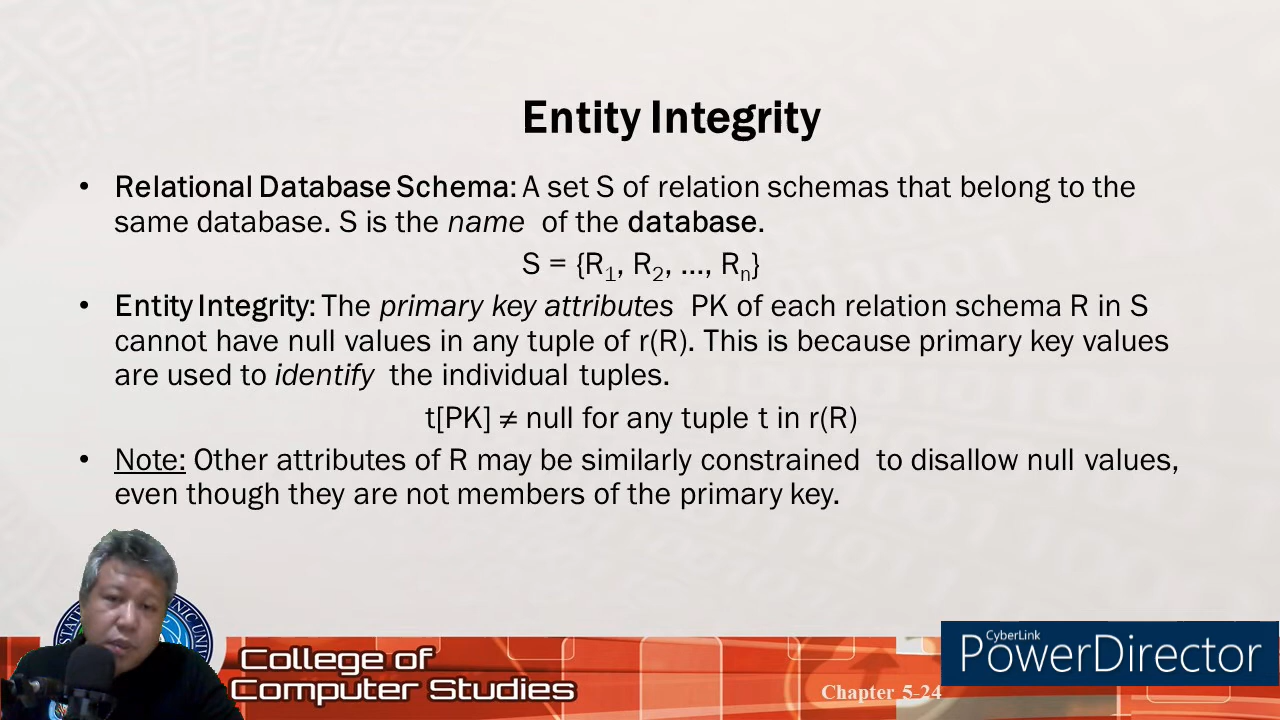 Entity Integrity
• Relational Database Schema: A set S of relation schemas that belong to the
same database. S is the name of the database.
S = {R1, R2, ..., Rn}
• Entity Integrity: The primary key attributes PK of each relation schema R in S
cannot have null values in any tuple of r(R). This is because primary key values
are used to identify the individual tuples.
t[PK] ≠ null for any tuple t in r(R)
• Note: Other attributes of R may be similarly constrained to disallow null values,
even though they are not members of the primary key.
College of
Computer Studies
Chapter 5-24
CyberLink
PowerDirector